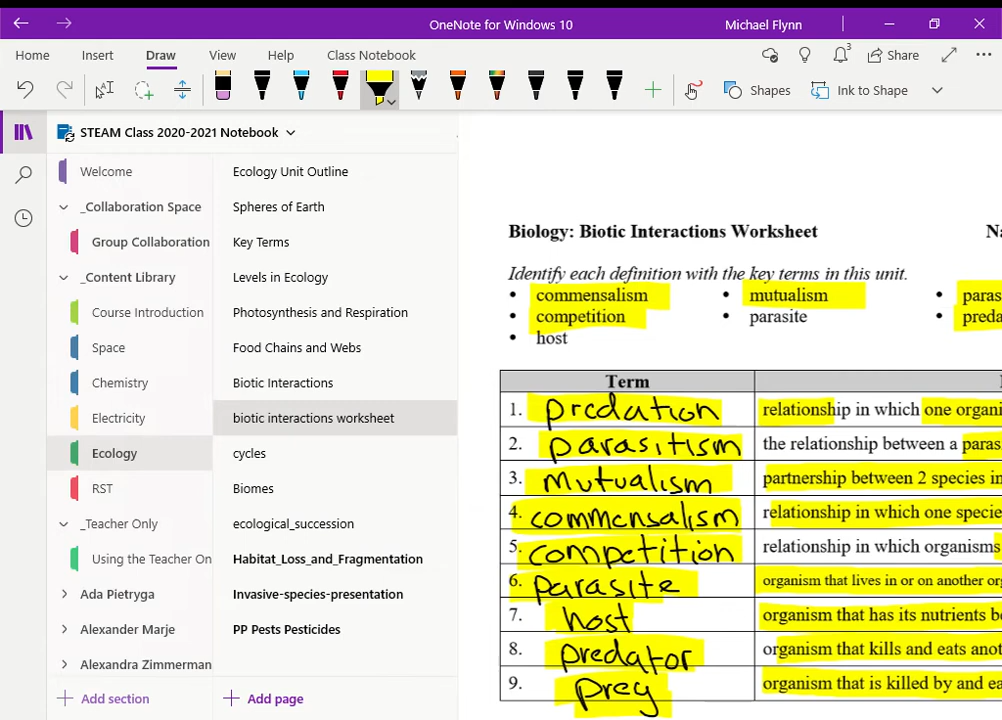 OneNote for Windows 10
Michael Flynn
Home
Insert
Draw
View
Help
Class Notebook
3
Share
Shapes
Ink to Shape
STEAM Class 2020-2021 Notebook
Welcome
_Collaboration Space
Group Collaboration
_Content Library
Course Introduction
Space
Chemistry
Electricity
Ecology
RST
_Teacher Only
Using the Teacher On
Ada Pietryga
Alexander Marje
Alexandra Zimmerman
Add section
Ecology Unit Outline
Spheres of Earth
Key Terms
Levels in Ecology
Photosynthesis and Respiration
Food Chains and Webs
Biotic Interactions
biotic interactions worksheet
cycles
Biomes
ecological_succession
Habitat_Loss_and_Fragmentation
Invasive-species-presentation
PP Pests Pesticides
Add page
Biology: Biotic Interactions Worksheet Na
Identify each definition with the key terms in this unit.
• commensalism • mutualism • paras
• competition • parasite • preda
• host
Term
1. predation relationship in which one organi
2. parasitism the relationship between a paras
3. mutualism partnership between 2 species in
4. commensalism relationship in which one specie
5. competition relationship in which organisms
6. parasite organism that lives in or on another or
7. host organism that has its nutrients be
8. predator organism that kills and eats anot
9. prey organism that is killed by and ea